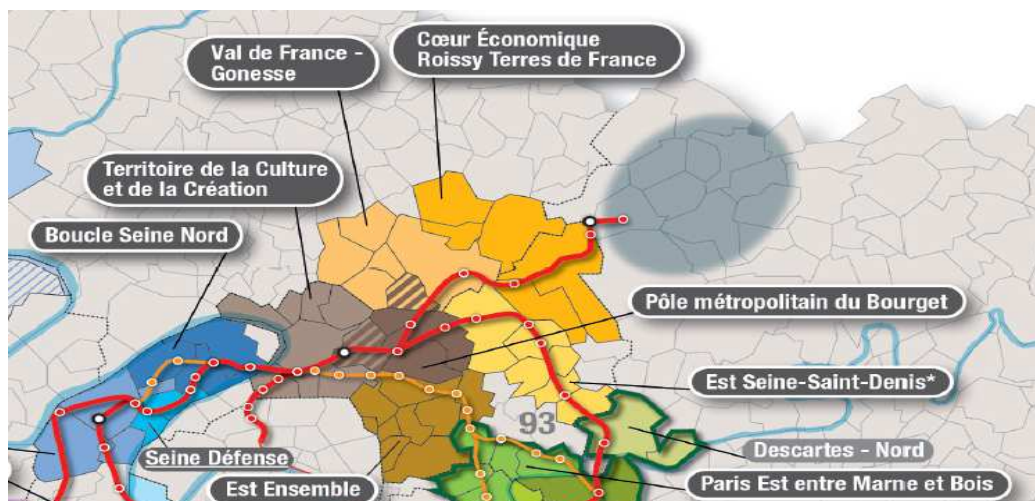 Val de France -
Gonesse
Cœur Économique
Roissy Terres de France
Territoire de la Culture
et de la Création
Boucle Seine Nord
Pôle métropolitain du Bourget
Est Seine-Saint-Denis*
93
Descartes - Nord
Seine Défense
Est Ensemble
Paris Est entre Marne et Bois